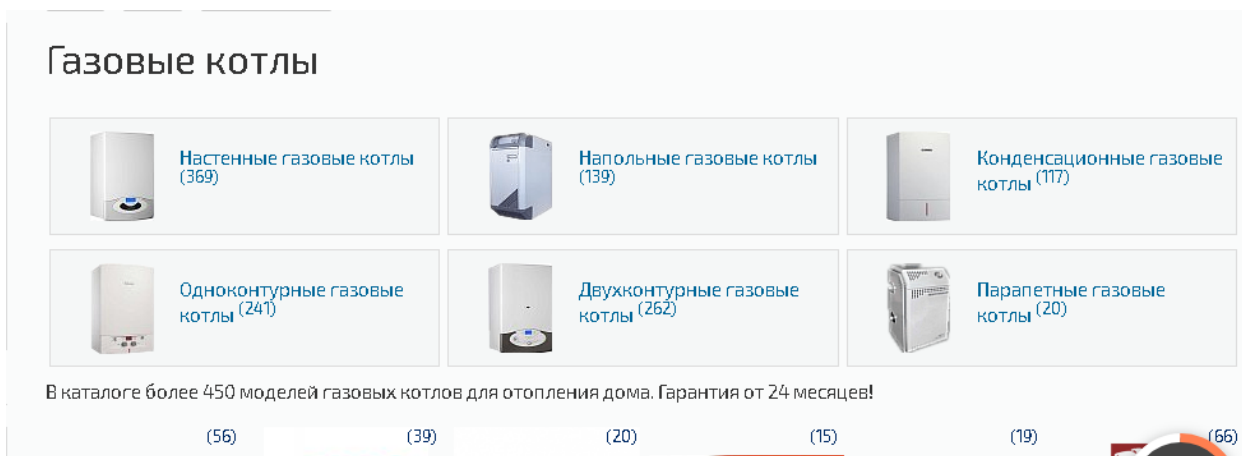 Газовые котлы
Настенные газовые котлы
(369)
Напольные газовые котлы
(139)
Конденсационные газовые
котлы (117)
Одноконтурные газовые
котлы (241)
Двухконтурные газовые
котлы (262)
Парапетные газовые
котлы (20)
В каталоге более 450 моделей газовых котлов для отопления дома. Гарантия от 24 месяцев!
(56) (39) (20) (15) (19) (66)